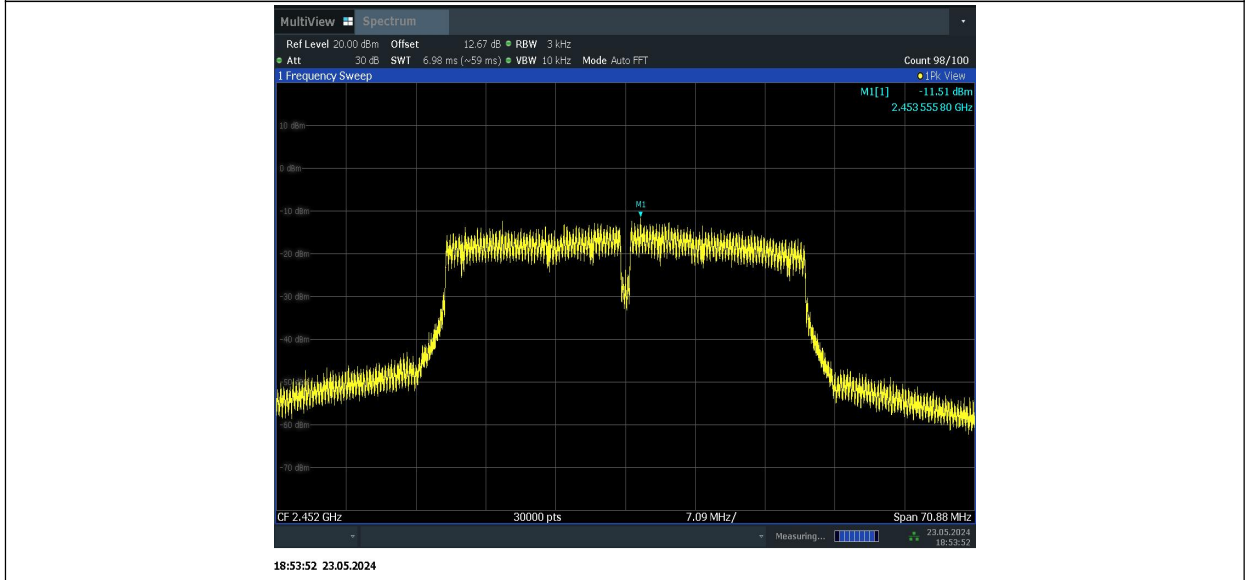 MultiView Spectrum
Ref Level 20.00 dBm Offset 12.67 dB RBW 3 kHz
Att 30 dB SWT 6.98 ms (~59 ms) VBW 10 kHz Mode Auto FFT Count 98/100
1 Frequency Sweep 1Pk View
M1[1] -11.51 dBm
2.453 555 80 GHz
10 dBm
0 dBm
M1
-10 dBm
-20 dBm
-30 dBm
-40 dBm
-60 dBm
-70 dBm
CF 2.452 GHz 30000 pts 7.09 MHz/ Span 70.88 MHz
Measuring... 23.05.2024
18:53:52
18:53:52 23.05.2024